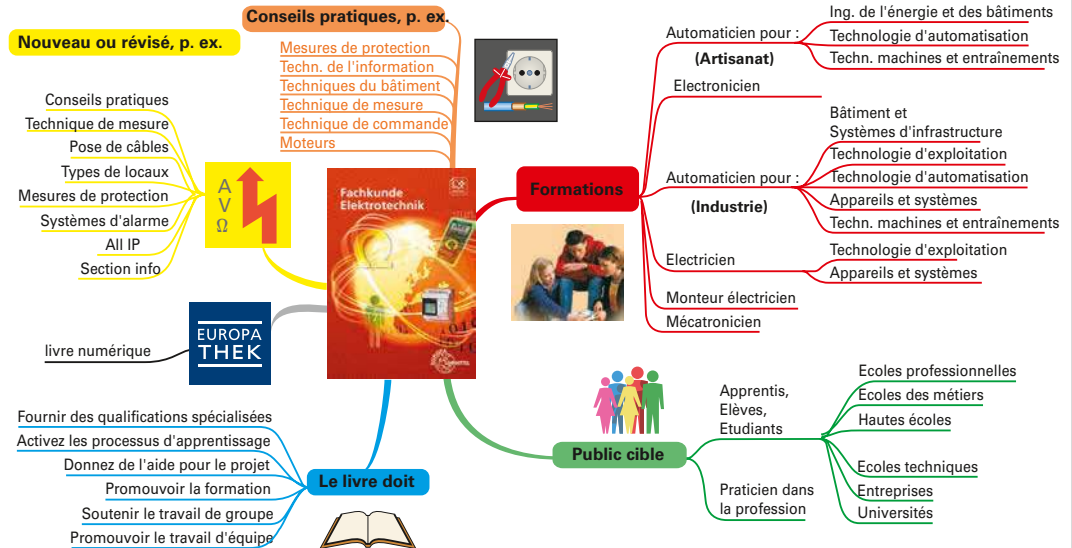 Nouveau ou révisé, p. ex.
Conseils pratiques
Technique de mesure
Pose de câbles
Types de locaux
Mesures de protection
Systèmes d'alarme
All IP
Section info
A
V
Ω
Conseils pratiques, p. ex.
Mesures de protection
Techn. de l'information
Techniques du bâtiment
Technique de mesure
Technique de commande
Moteurs
Fachkunde
Elektrotechnik
Formations
Automaticien pour :
(Artisanat)
Ing. de l'énergie et des bâtiments
Technologie d'automatisation
Techn. machines et entraînements
Electronicien
Automaticien pour :
(Industrie)
Bâtiment et
Systèmes d'infrastructure
Technologie d'exploitation
Technologie d'automatisation
Appareils et systèmes
Techn. machines et entraînements
Electricien
Technologie d'exploitation
Appareils et systèmes
Monteur électricien
Mécatronicien
livre numérique
EUROPA
THEK
Le livre doit
Fournir des qualifications spécialisées
Activez les processus d'apprentissage
Donnez de l'aide pour le projet
Promouvoir la formation
Soutenir le travail de groupe
Promouvoir le travail d'équipe
Public cible
Apprentis,
Elèves,
Etudiants
Praticien dans
la profession
Ecoles professionnelles
Ecoles des métiers
Hautes écoles
Ecoles techniques
Entreprises
Universités